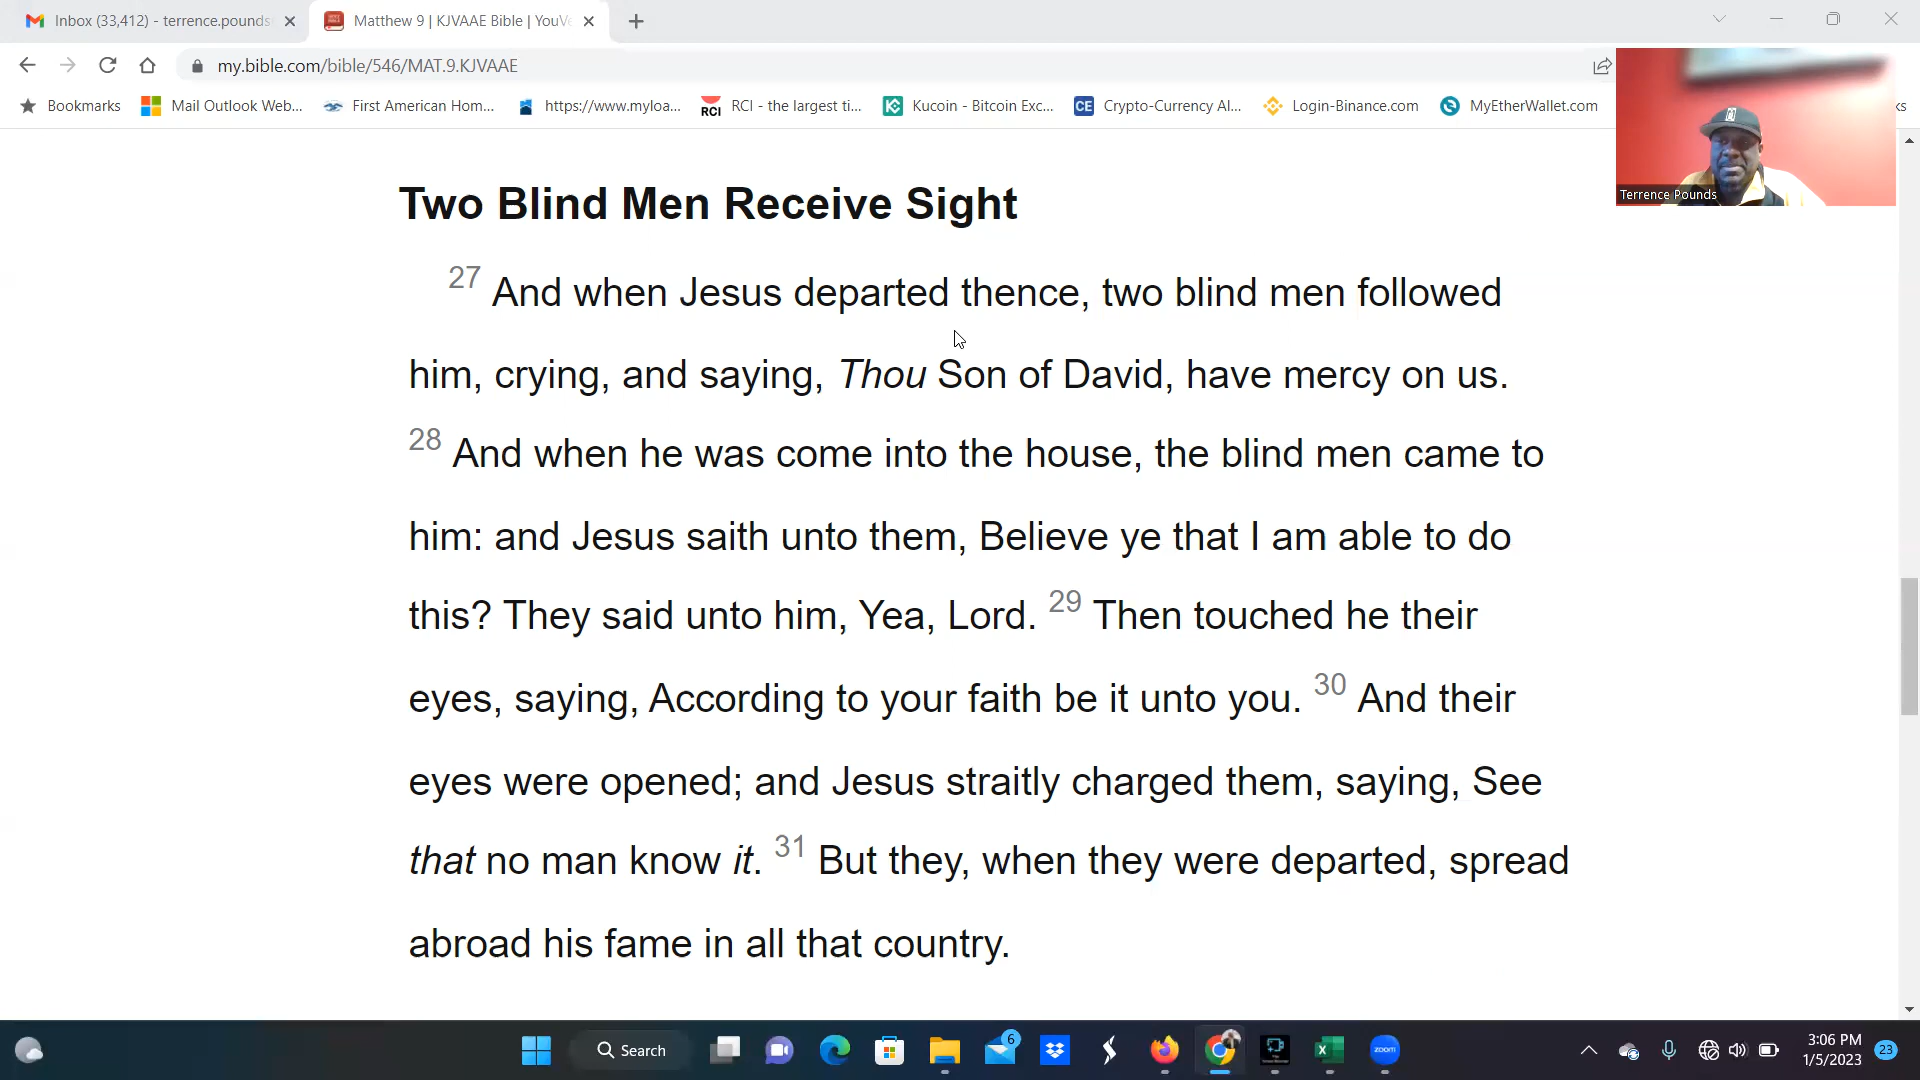 Inbox (33,412) - terrence.pounds
Matthew 9 | KJVAAE Bible | YouV
my.bible.com/bible/546/MAT.9.KJVAAE
Bookmarks Mail Outlook Web... First American Hom... https://www.myloa... RCI RCI - the largest ti... Kucoin - Bitcoin Exc... CE Crypto-Currency Al... Login-Binance.com MyEtherWallet.com ks
Terrence Pounds
Two Blind Men Receive Sight
27 And when Jesus departed thence, two blind men followed
him, crying, and saying, Thou Son of David, have mercy on us.
28 And when he was come into the house, the blind men came to
him: and Jesus saith unto them, Believe ye that I am able to do
this? They said unto him, Yea, Lord. 29 Then touched he their
eyes, saying, According to your faith be it unto you. 30 And their
eyes were opened; and Jesus straitly charged them, saying, See
that no man know it. 31 But they, when they were departed, spread
abroad his fame in all that country.
Search
6
zoom
3:06 PM
1/5/2023
23